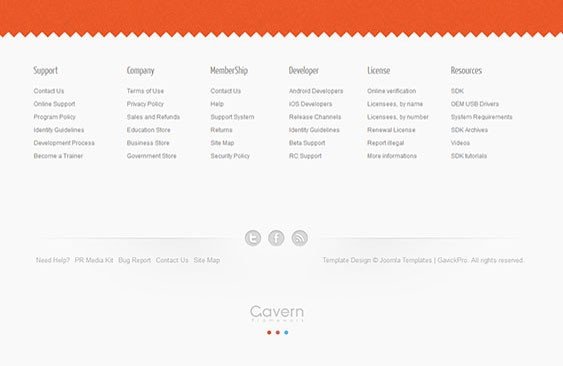 Support
Contact Us
Online Support
Program Policy
Identity Guidelines
Development Process
Become a Trainer
Company
Terms of Use
Privacy Policy
Sales and Refunds
Education Store
Business Store
Government Store
MemberShip
Contact Us
Help
Support System
Returns
Site Map
Security Policy
Developer
Android Developers
iOS Developers
Release Channels
Identity Guidelines
Beta Support
RC Support
License
Online verification
Licensees, by name
Licensees, by number
Renewal License
Report illegal
More informations
Resources
SDK
OEM USB Drivers
System Requirements
SDK Archives
Videos
SDK tutorials
Need Help? PR Media Kit Bug Report Contact Us Site Map
Template Design © Joomla Templates | GavickPro. All rights reserved.
Gavern
framework